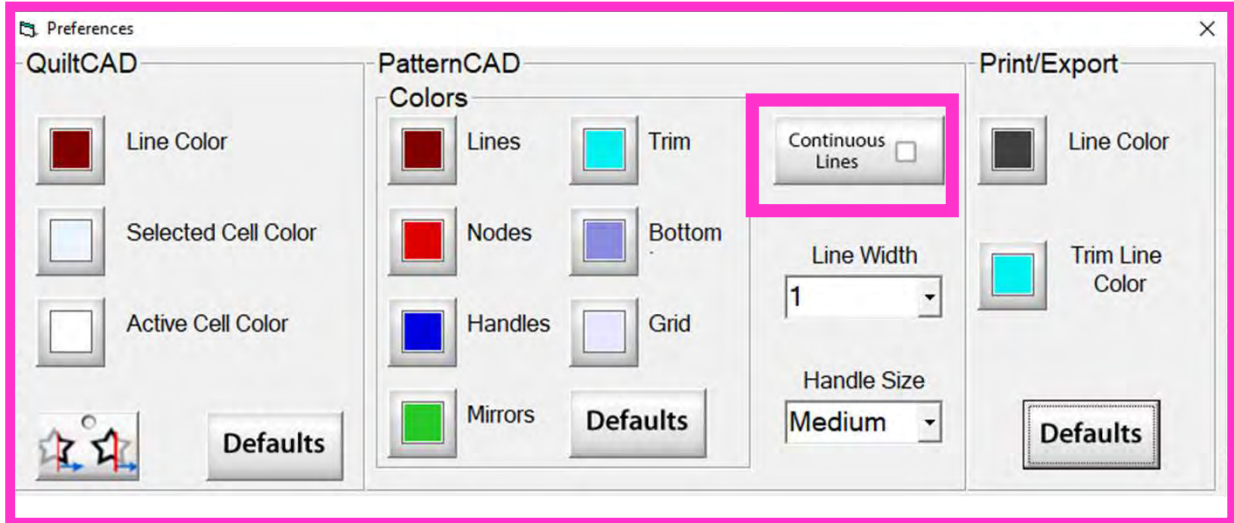 Preferences
QuiltCAD
Line Color
Selected Cell Color
Active Cell Color
Defaults
PatternCAD
Colors
Lines
Trim
Nodes
Bottom
Handles
Grid
Mirrors
Defaults
Continuous
Lines
Line Width
1
Handle Size
Medium
Print/Export
Line Color
Trim Line
Color
Defaults